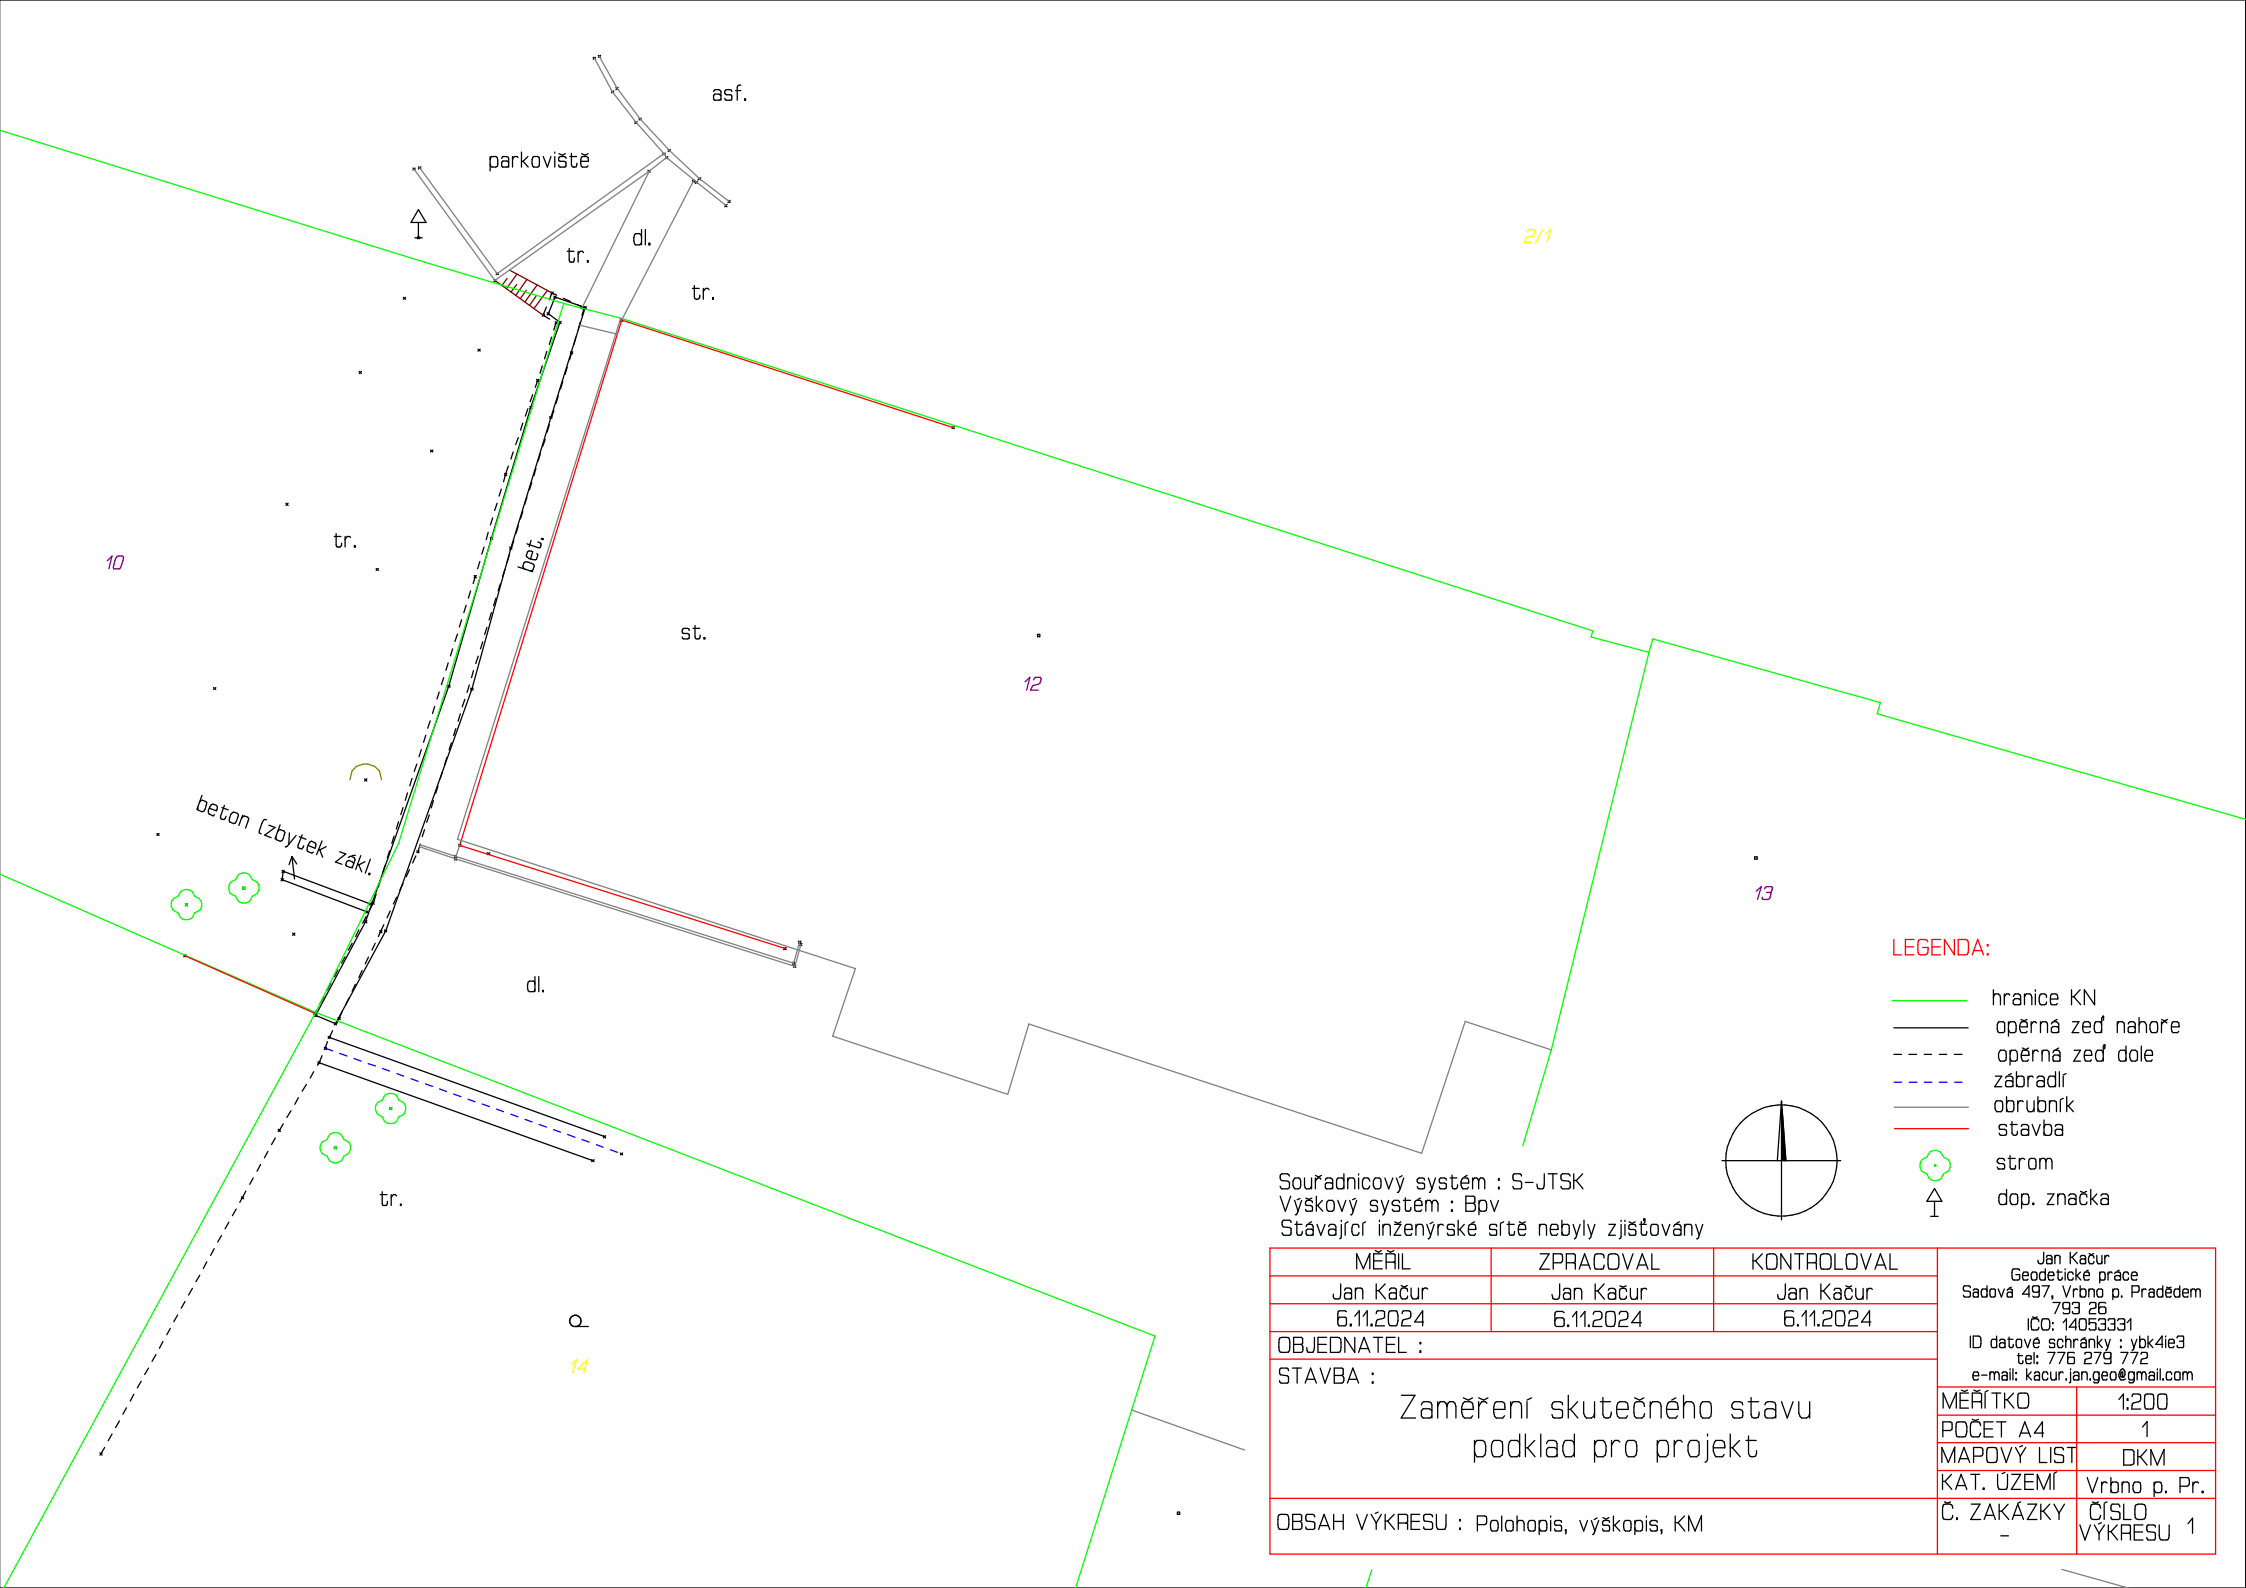 asf.
parkoviště
2/1
dl.
tr.
tr.
bet.
tr.
10
st.
12
beton (zbytek zákl.
13
dl.
tr.
14
LEGENDA:
hranice KN
opěrná zeď nahoře
opěrná zeď dole
zábradlí
obrubník
stavba
strom
dop. značka
Souřadnicový systém : S-JTSK
Výškový systém : Bpv
Stávající inženýrské sítě nebyly zjišťovány
MĚŘIL ZPRACOVAL KONTROLOVAL
Jan Kačur Jan Kačur Jan Kačur
6.11.2024 6.11.2024 6.11.2024
OBJEDNATEL :
STAVBA :
Zaměření skutečného stavu
podklad pro projekt
OBSAH VÝKRESU : Polohopis, výškopis, KM
Jan Kačur
Geodetické práce
Sadová 497, Vrbno p. Pradědem
793 26
IČO: 14053331
ID datové schránky : ybk4ie3
tel: 776 279 772
e-mail: kacur.jan.geo@gmail.com
MĚŘÍTKO 1:200
POČET A4 1
MAPOVÝ LIST DKM
KAT. ÚZEMÍ Vrbno p. Pr.
Č. ZAKÁZKY -
ČÍSLO
VÝKRESU 1